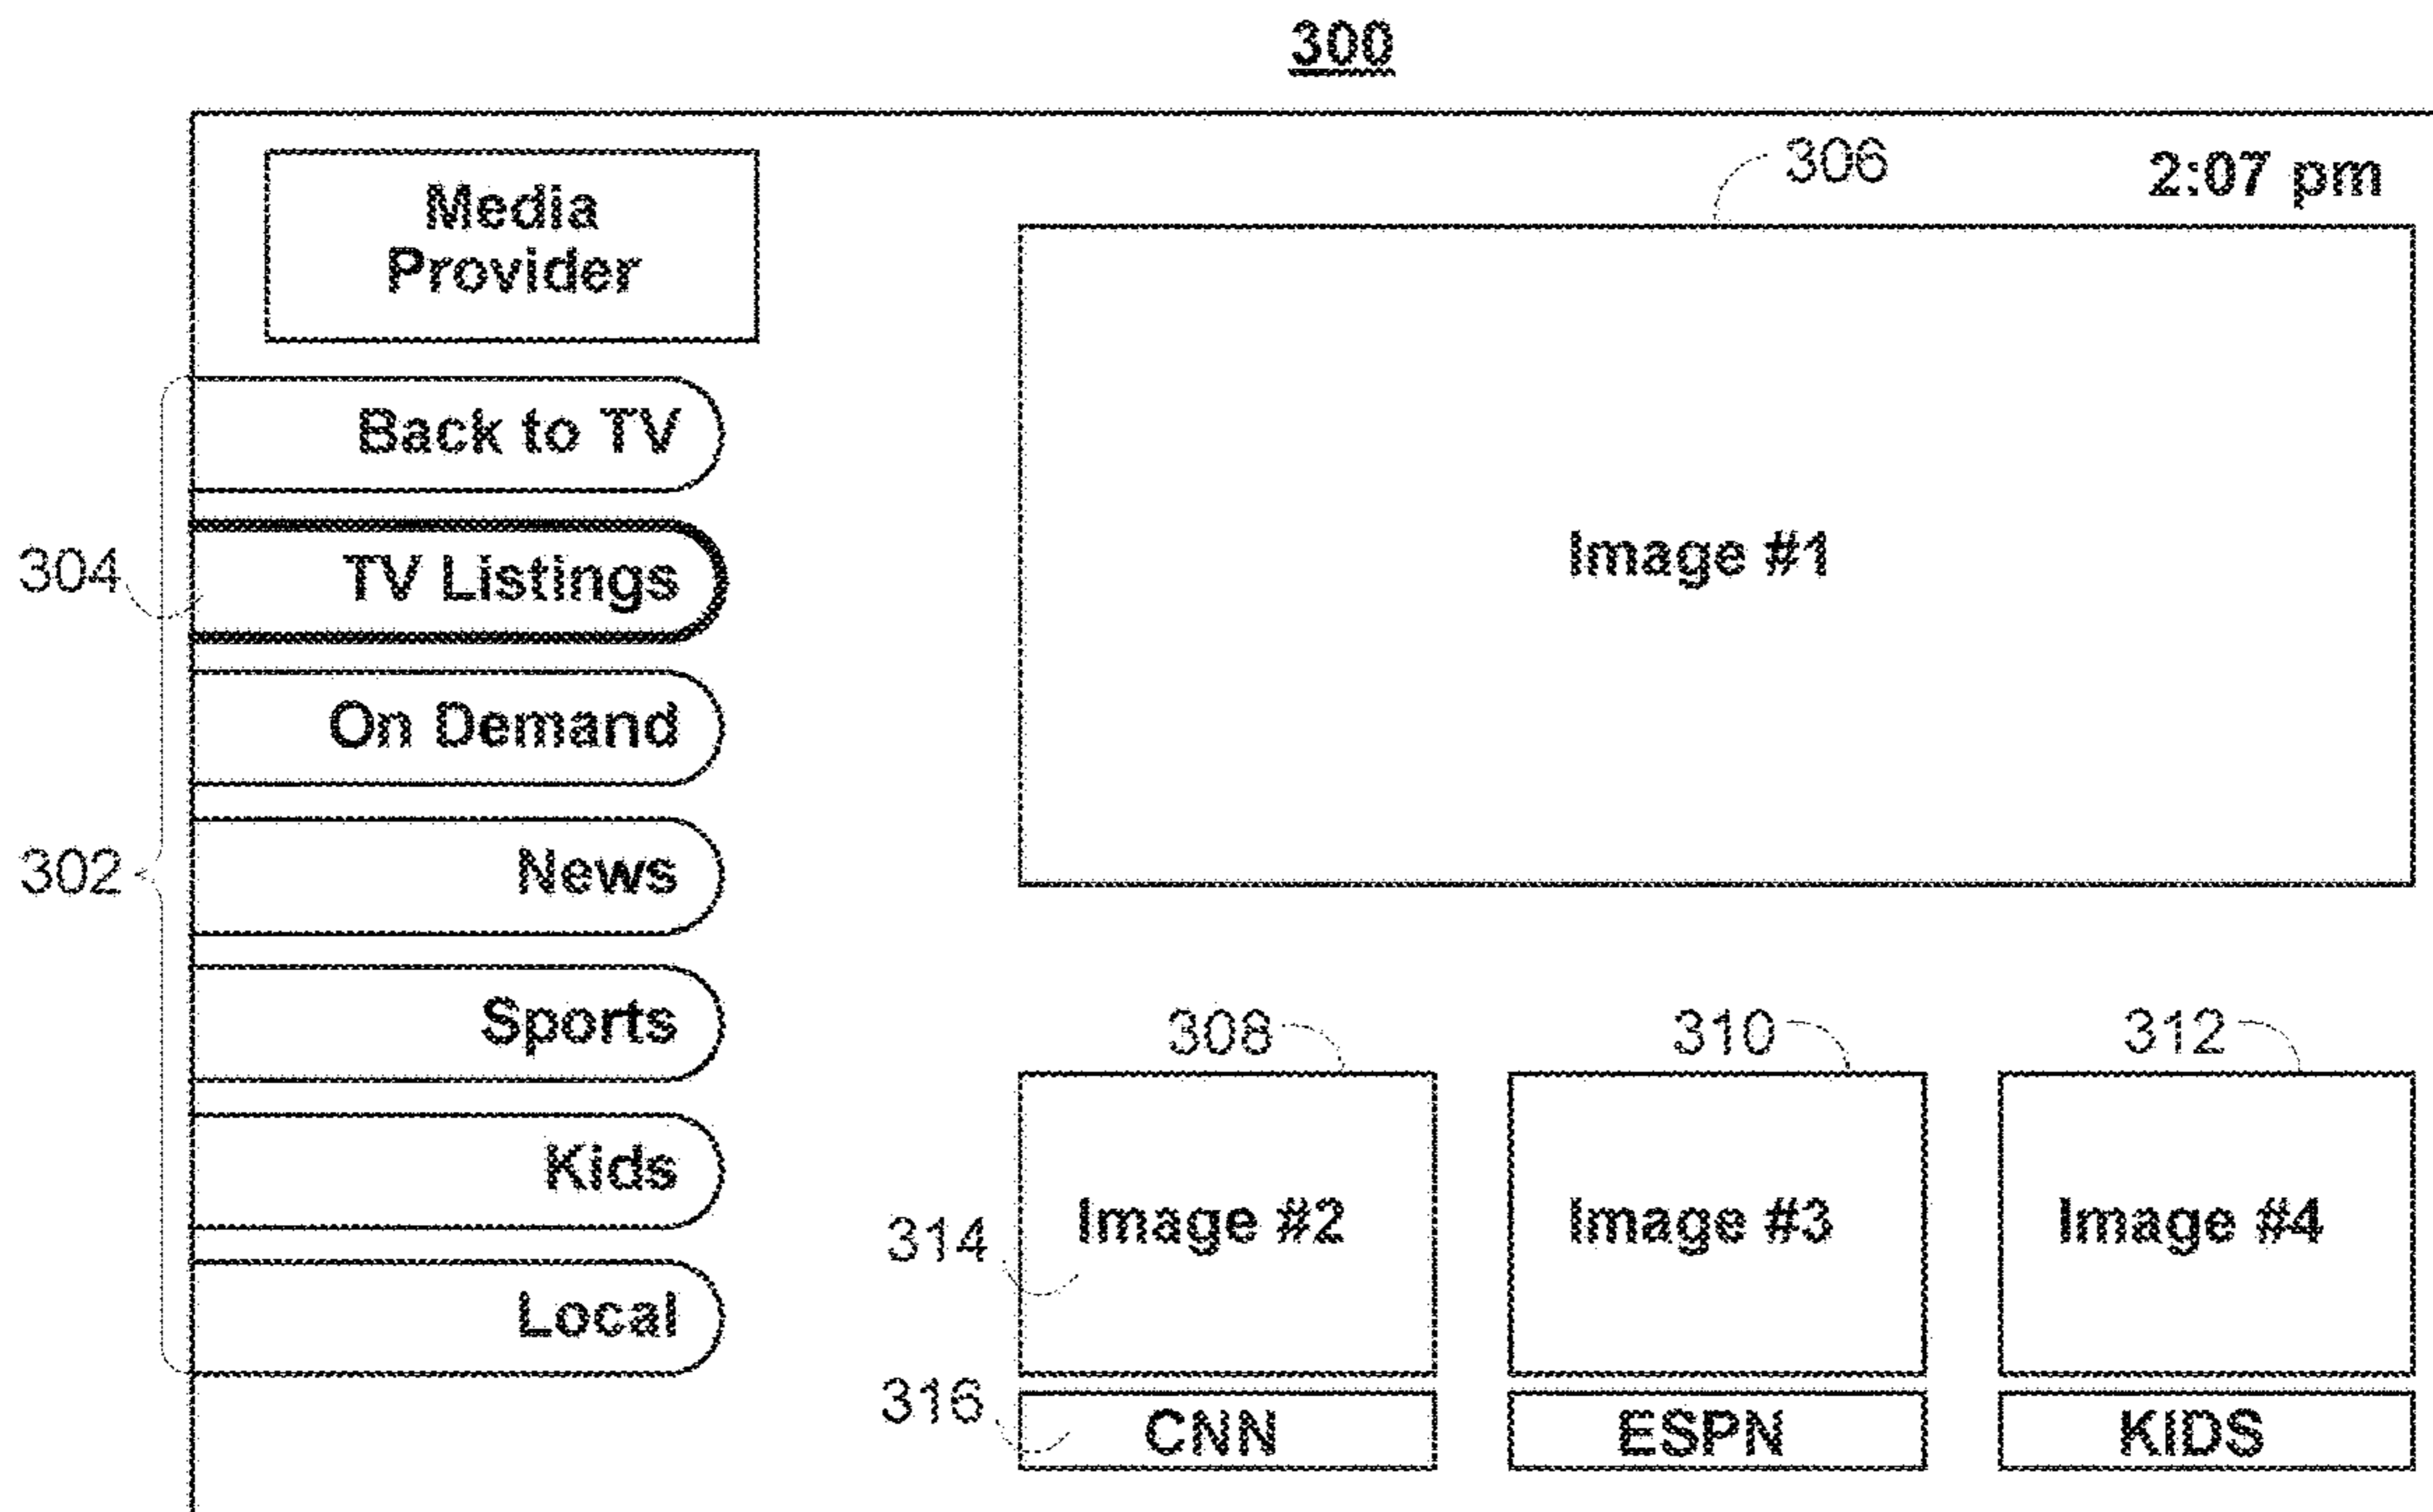 300
306
2:07 pm
Media
Provider
Back to TV
304
TV Listings
On Demand
302
News
Sports
Kids
Local
Image #1
308
310
312
314
Image #2
Image #3
Image #4
316
CNN
ESPN
KIDS